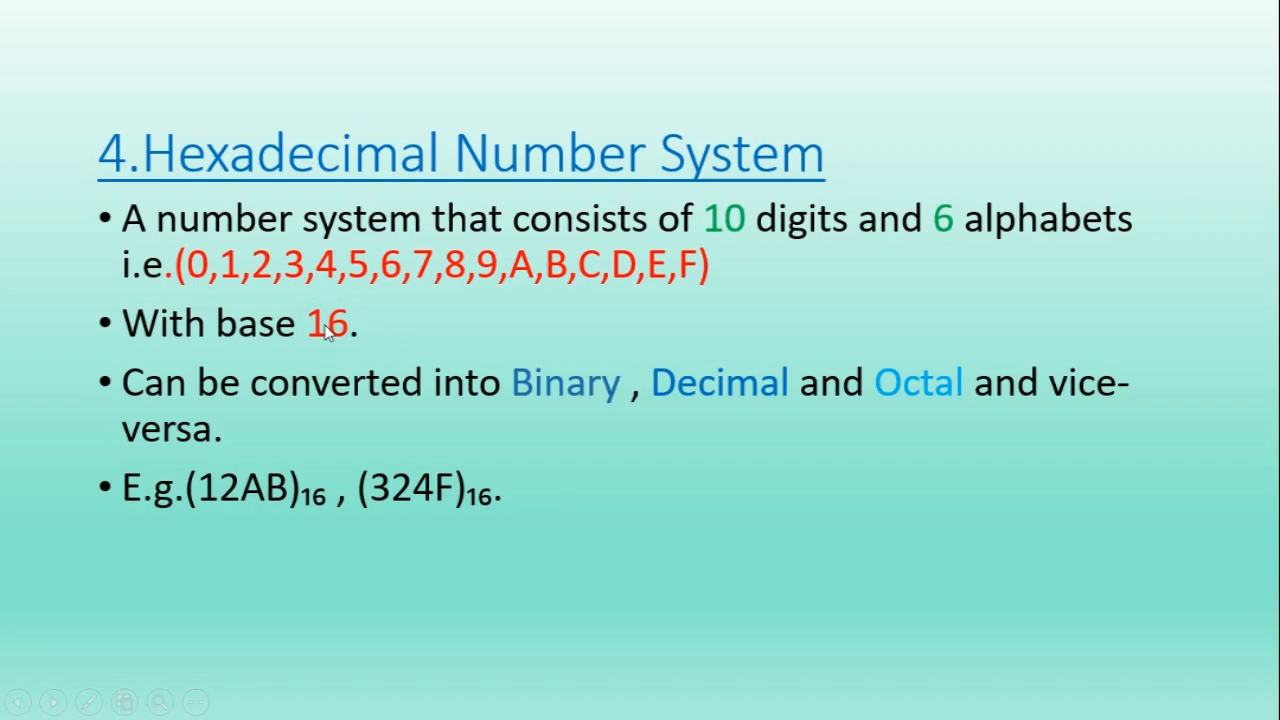 4.Hexadecimal Number System
• A number system that consists of 10 digits and 6 alphabets
i.e.(0,1,2,3,4,5,6,7,8,9,A,B,C,D,E,F)
• With base 16.
• Can be converted into Binary , Decimal and Octal and vice-
versa.
• E.g.(12AB)₁₆ , (324F)₁₆.